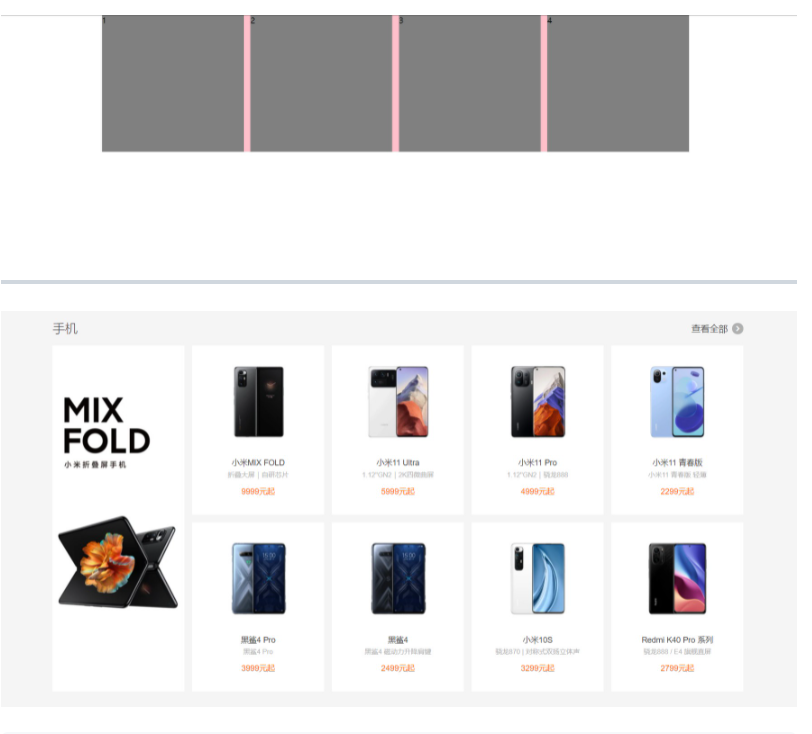 1 2 3 4
手机 查看全部
MIX
FOLD
小米折叠屏手机
小米MIX FOLD
折叠大屏｜自研芯片
9999元起
小米11 Ultra
1.12"GN2｜2K四微曲屏
5999元起
小米11 Pro
1.12"GN2｜骁龙888
4999元起
小米11 青春版
小米11 青春版 轻薄
2299元起
黑鲨4 Pro
黑鲨4 Pro
3999元起
黑鲨4
黑鲨4 磁动力升降肩键
2499元起
小米10S
骁龙870 | 对称式双扬立体声
3299元起
Redmi K40 Pro 系列
骁龙888 / E4 旗舰直屏
2799元起